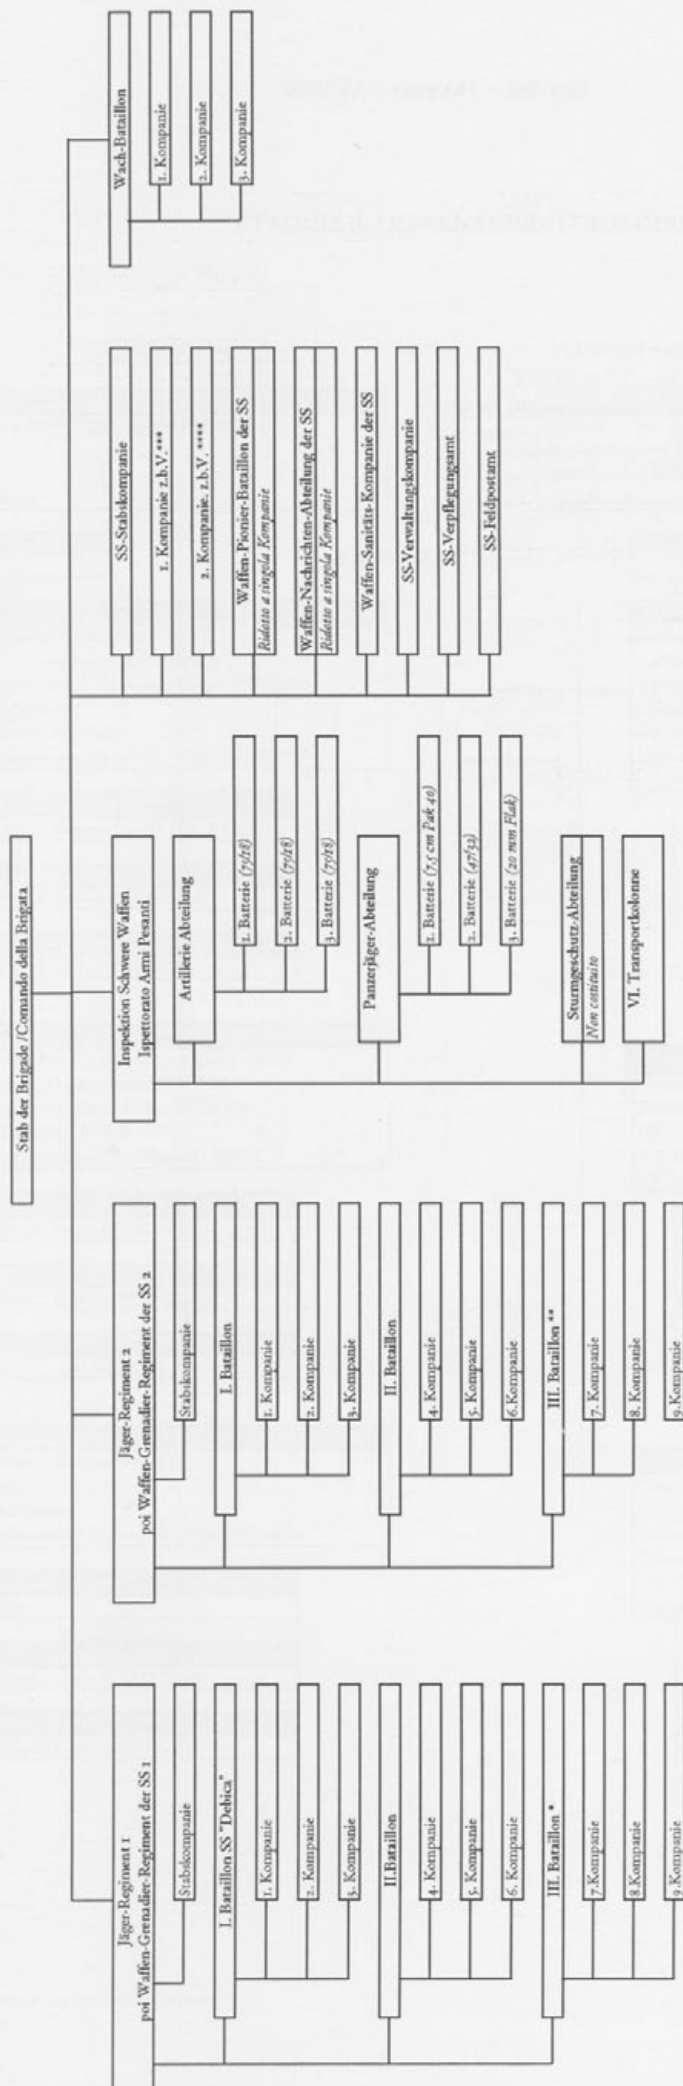 Stab der Brigade /Comando della Brigata
Jäger-Regiment 1
poi Waffen-Grenadier-Regiment der SS 1
Stabskompanie
I. Bataillon SS "Debica"
1. Kompanie
2. Kompanie
3. Kompanie
II.Bataillon
4. Kompanie
5. Kompanie
6. Kompanie
III. Bataillon *
7.Kompanie
8.Kompanie
9.Kompanie
Jäger-Regiment 2
poi Waffen-Grenadier-Regiment der SS 2
Stabskompanie
I. Bataillon
1. Kompanie
2. Kompanie
3. Kompanie
II. Bataillon
4. Kompanie
5. Kompanie
6.Kompanie
III. Bataillon **
7. Kompanie
8. Kompanie
9.Kompanie
Inspektion Schwere Waffen
Ispettorato Armi Pesanti
Artillerie Abteilung
1. Batterie (75/18)
2. Batterie (75/18)
3. Batterie (75/18)
Panzerjäger-Abteilung
1. Batterie (7,5 cm Pak 40)
2. Batterie (47/32)
3. Batterie (20 mm Flak)
Sturmgeschutz-Abteilung
Non costituito
VI. Transportkolonne
SS-Stabskompanie
1. Kompanie z.b.V.***
2. Kompanie. z.b.V. ****
Waffen-Pionier-Bataillon der SS
Ridotto a singola Kompanie
Waffen-Nachrichten-Abteilung der SS
Ridotto a singola Kompanie
Waffen-Sanitäts-Kompanie der SS
SS-Verwaltungskompanie
SS-Verpflegungsamt
SS-Feldpostamt
Wach-Bataillon
1. Kompanie
2. Kompanie
3. Kompanie